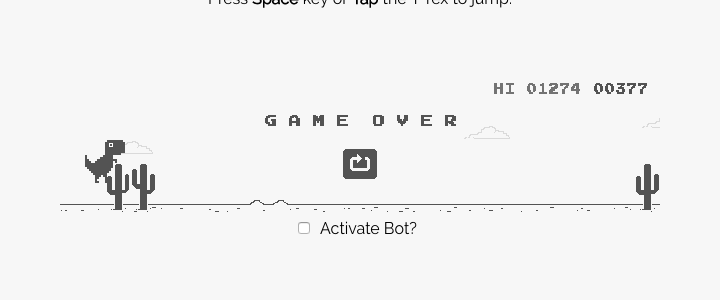 Press Space key or Tap the T-rex to jump.
HI 01274 00377
GAME OVER
Activate Bot?